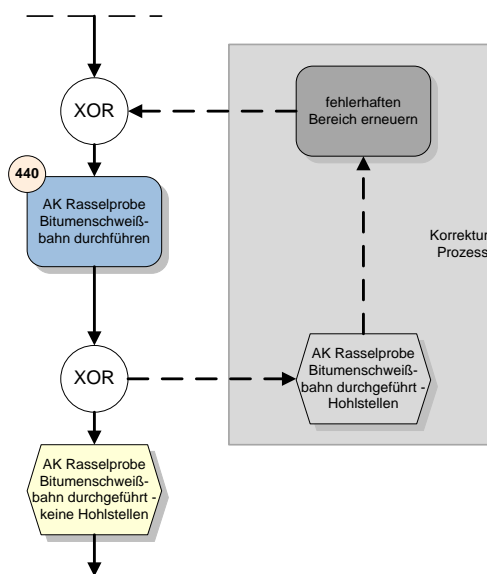 XOR
fehlerhaften
Bereich erneuern
440
AK Rasselprobe
Bitumenschweiß-
bahn durchführen
Korrektur
Prozess
XOR
AK Rasselprobe
Bitumenschweiß-
bahn durchgeführt -
Hohlstellen
AK Rasselprobe
Bitumenschweiß-
bahn durchgeführt -
keine Hohlstellen